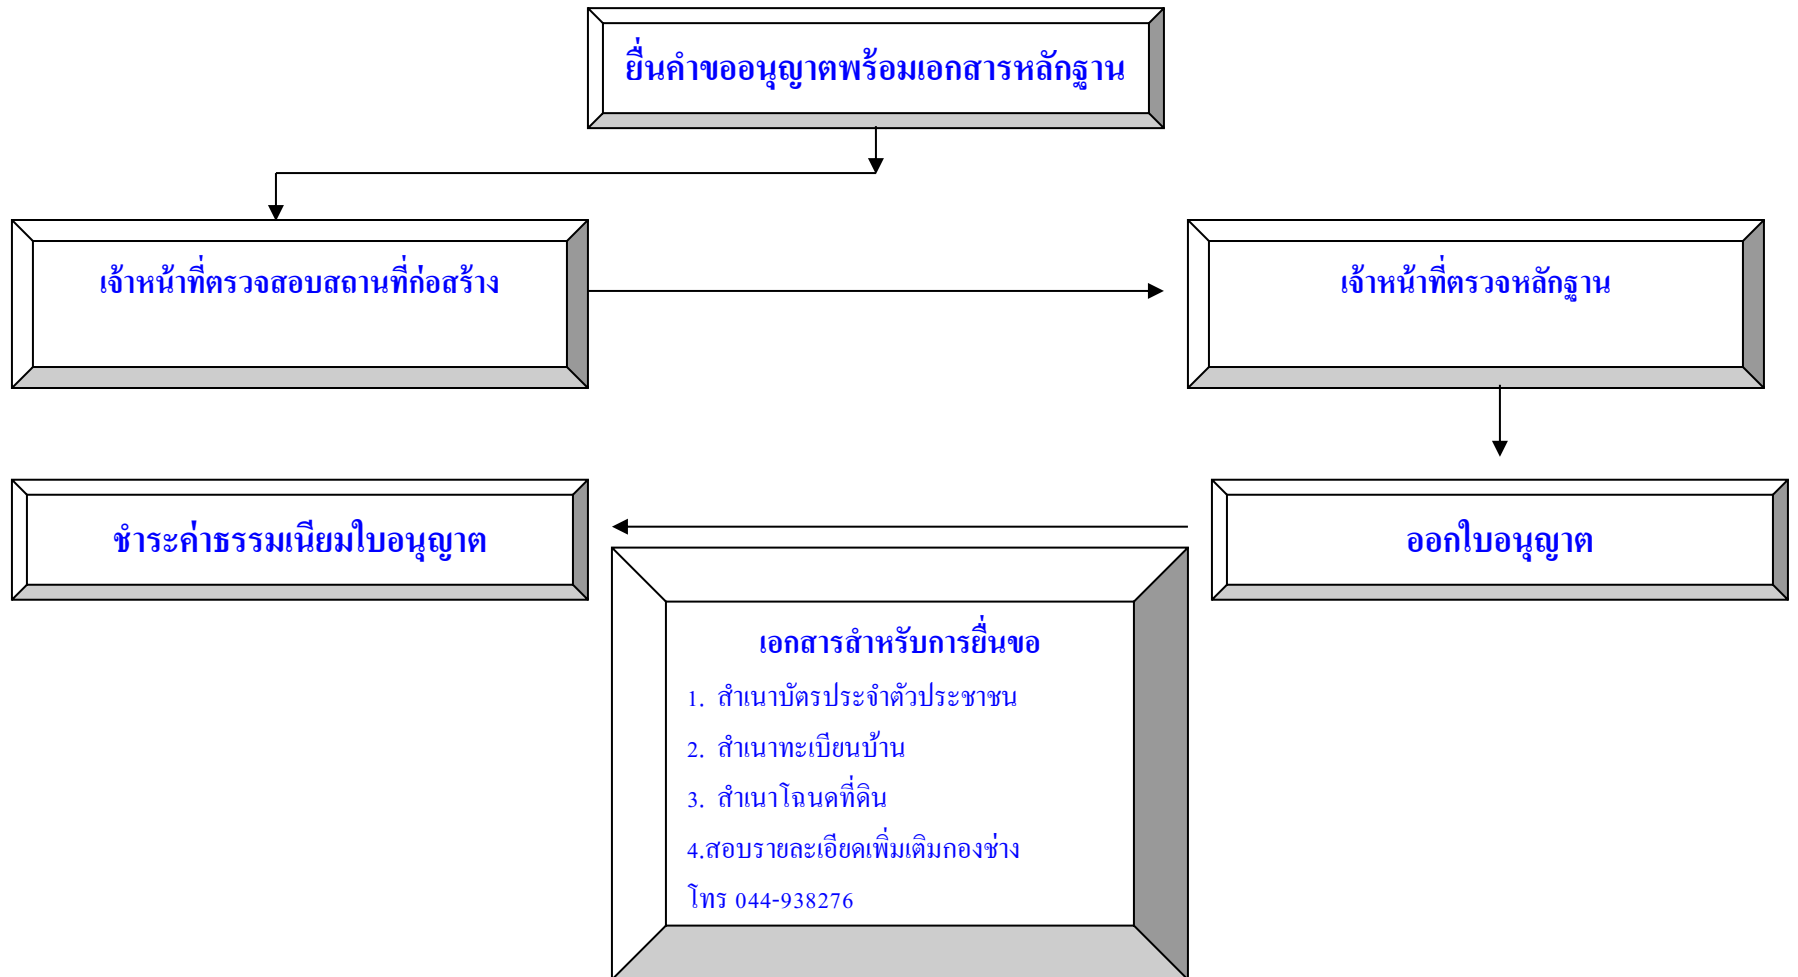 ยื่นคำขออนุญาตพร้อมเอกสารหลักฐาน
เจ้าหน้าที่ตรวจสอบสถานที่ก่อสร้าง
เจ้าหน้าที่ตรวจหลักฐาน
ชำระค่าธรรมเนียมใบอนุญาต
ออกใบอนุญาต
เอกสารสำหรับการยื่นขอ
1. สำเนาบัตรประจำตัวประชาชน
2. สำเนาทะเบียนบ้าน
3. สำเนาโฉนดที่ดิน
4.สอบรายละเอียดเพิ่มเติมกองช่าง
โทร 044-938276